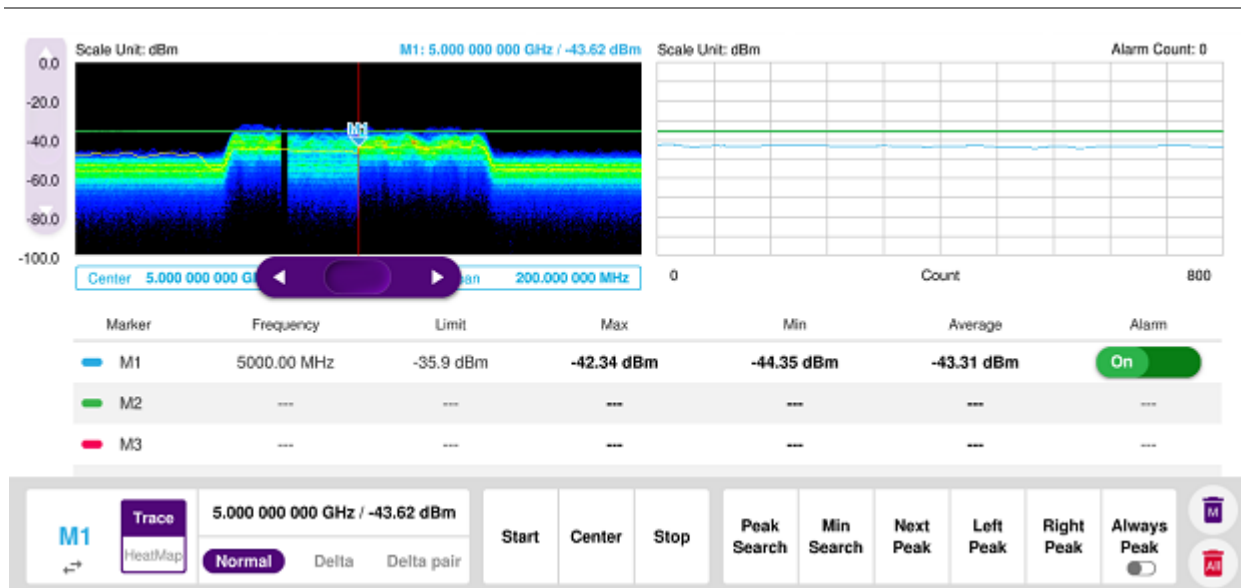 Scale Unit: dBm M1: 5.000 000 000 GHz / -43.62 dBm Scale Unit: dBm Alarm Count: 0
0.0
-20.0
-40.0
-60.0
-80.0
-100.0
M1
Center 5.000 000 000 G 200.000 000 MHz
0 Count 800
Marker Frequency Limit Max Min Average Alarm
M1 5000.00 MHz -35.9 dBm -42.34 dBm -44.35 dBm -43.31 dBm On
M2 --- --- --- --- --- ---
M3 --- --- --- --- --- ---
M1
Trace
HeatMap
5.000 000 000 GHz / -43.62 dBm
Normal Delta Delta pair
Start Center Stop
Peak Search
Min Search
Next Peak
Left Peak
Right Peak
Always Peak
M
All